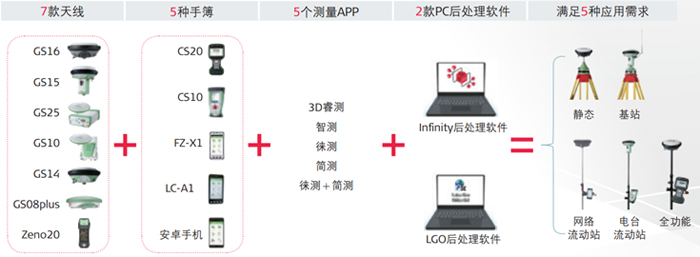 7款天线
5种手簿
5个测量APP
2款PC后处理软件
满足5种应用需求
GS16
GS15
GS25
GS10
GS14
GS08plus
Zeno20
+
CS20
CS10
FZ-X1
LC-A1
安卓手机
+
3D睿测
智测
徕测
简测
徕测+简测
+
Infinity后处理软件
LGO后处理软件
=
静态
基站
网络
流动站
电台
流动站
全功能